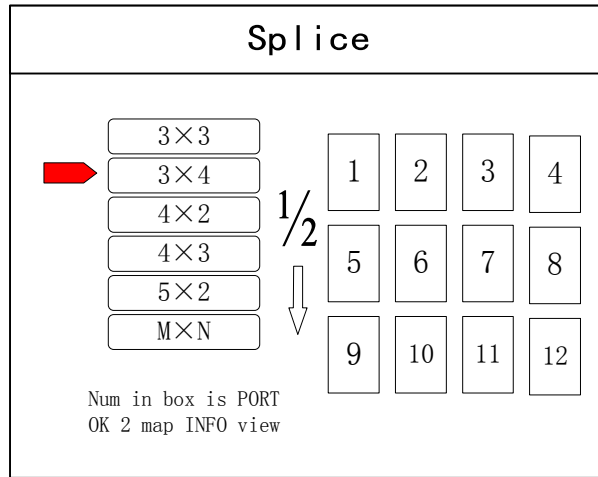 Splice
3×3
3×4
4×2
4×3
5×2
M×N
1/2
1 2 3 4
5 6 7 8
9 10 11 12
Num in box is PORT
OK 2 map INFO view